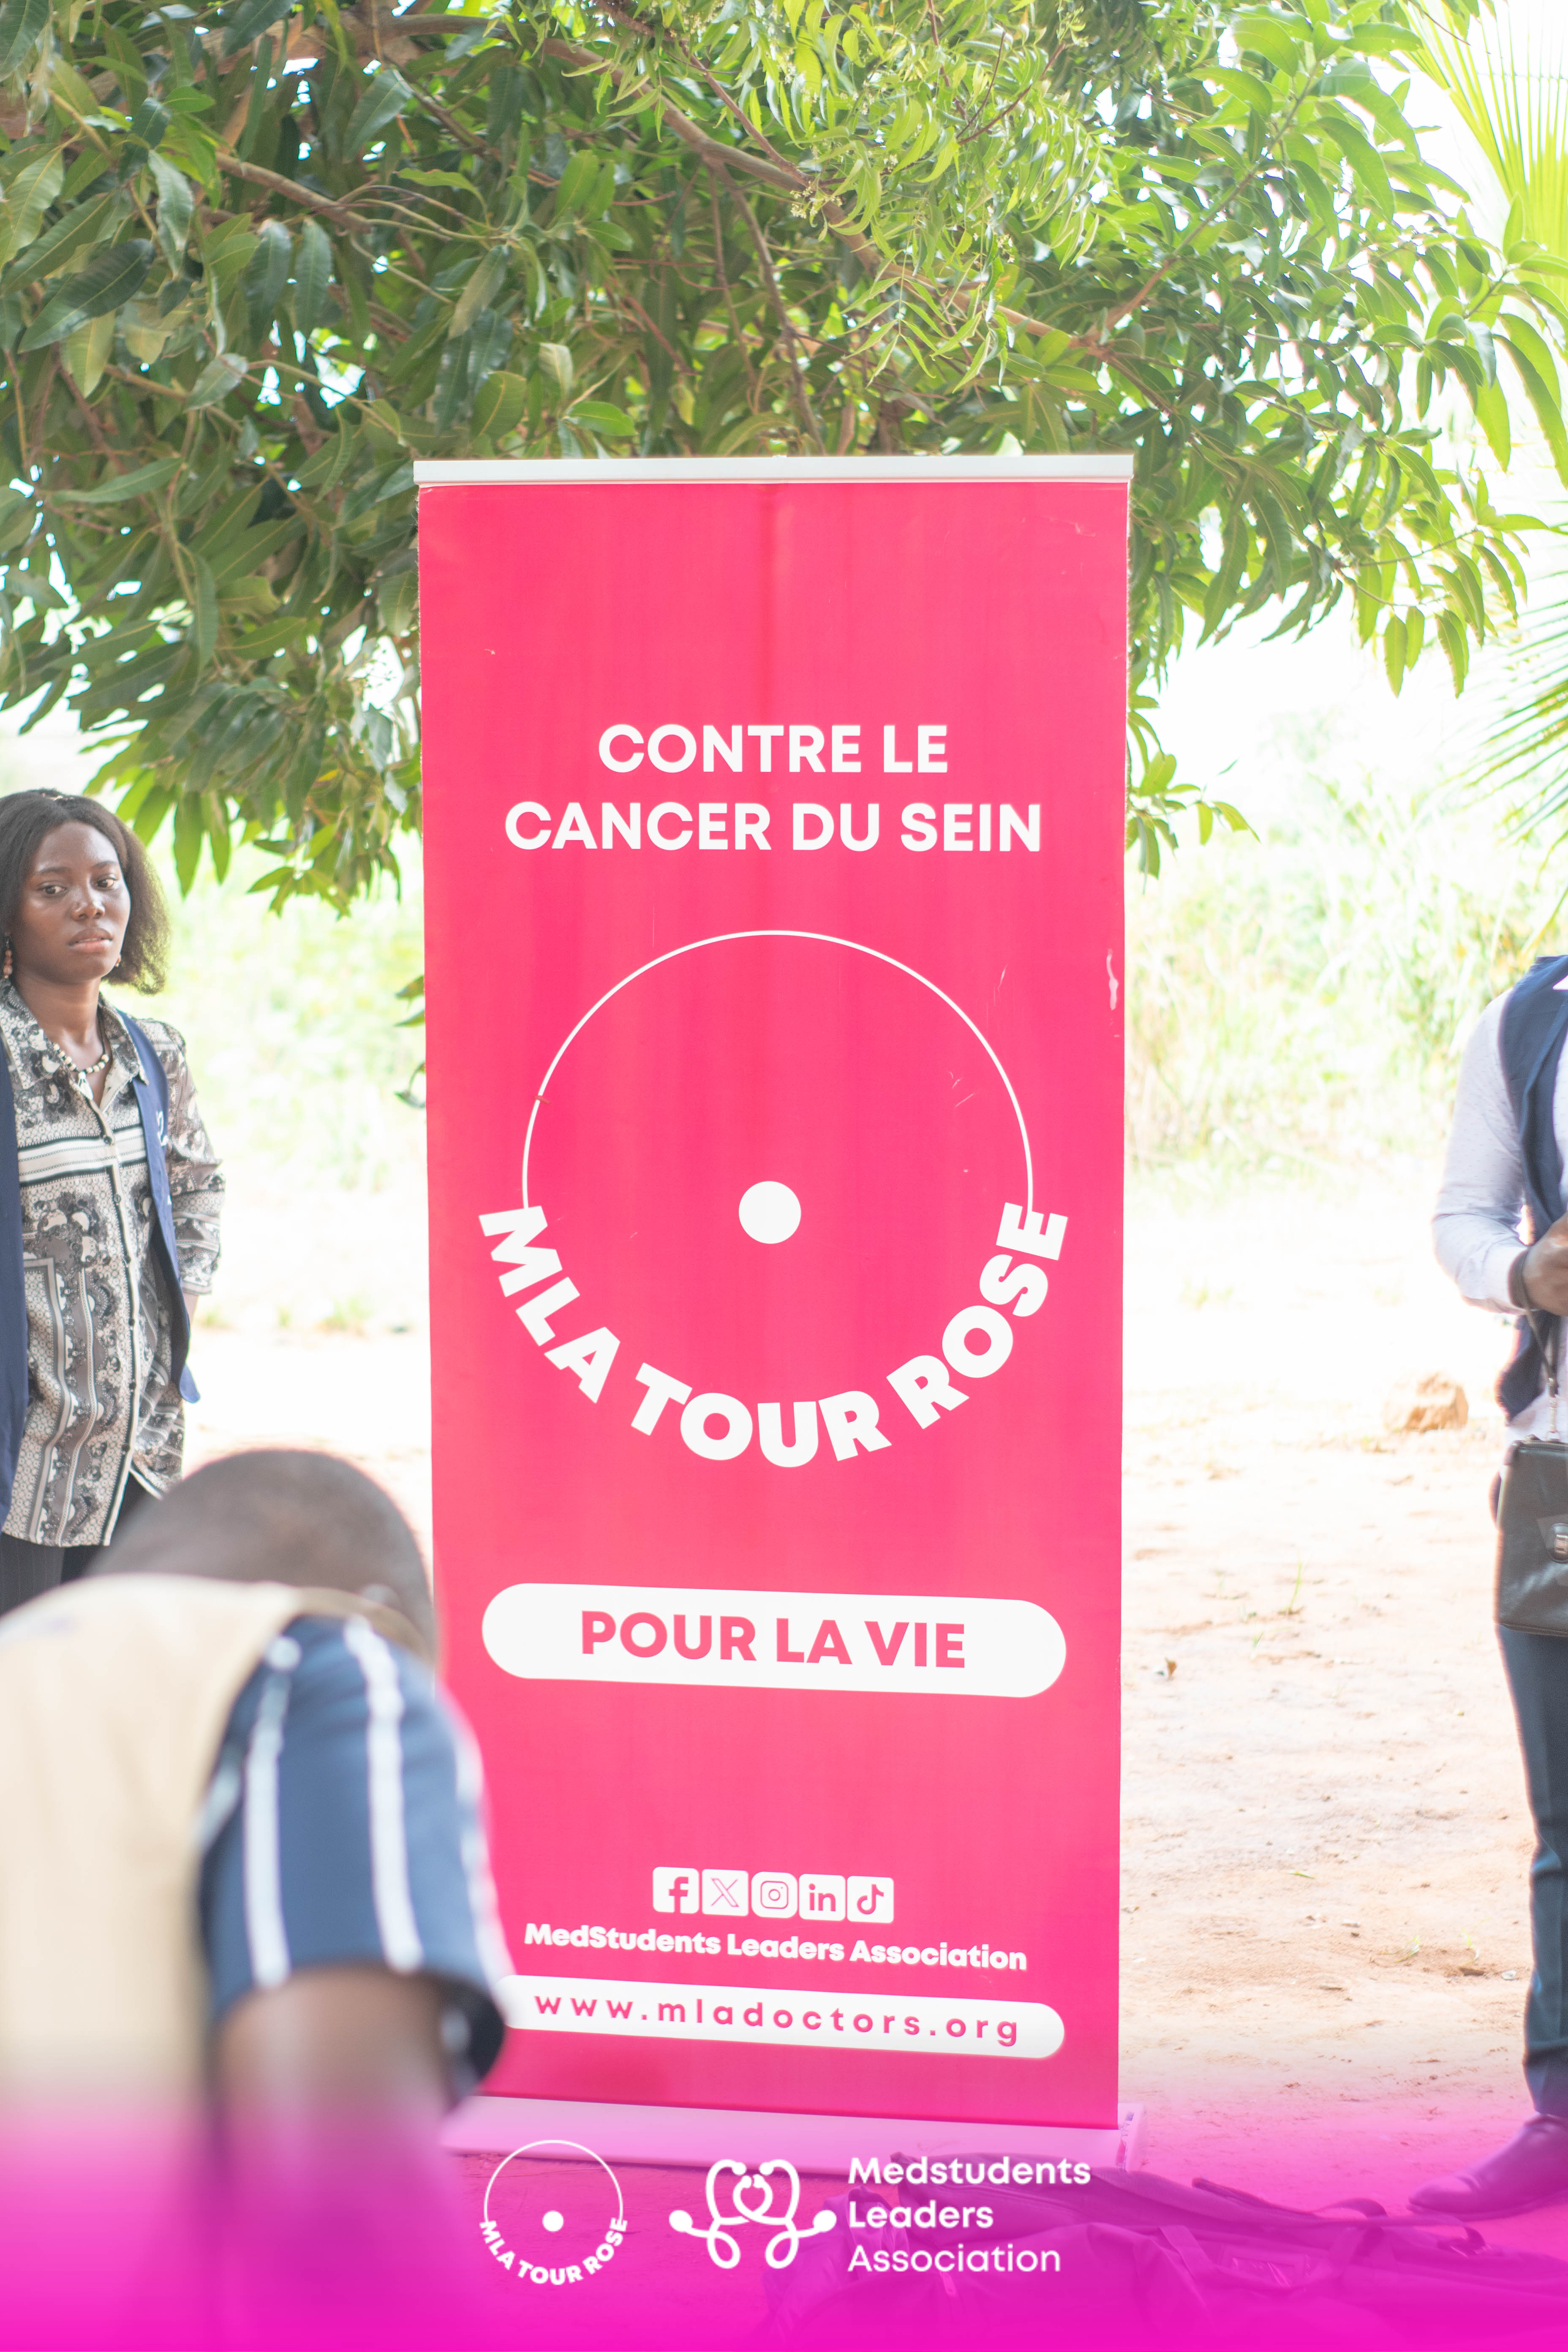 CONTRE LE
CANCER DU SEIN
MLA TOUR ROSE
POUR LA VIE
MedStudents Leaders Association
www.mladoctors.org
MLA TOUR ROSE
Medstudents
Leaders
Association